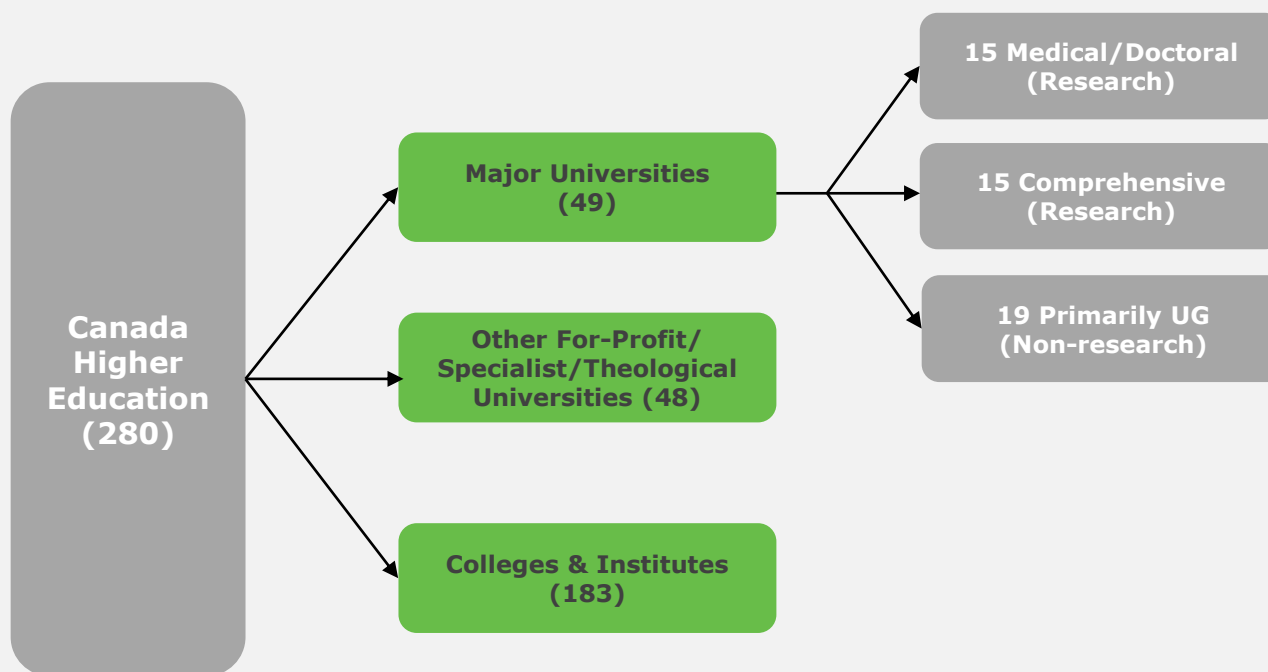 Canada
Higher
Education
(280)
Major Universities
(49)
Other For-Profit/
Specialist/Theological
Universities (48)
Colleges & Institutes
(183)
15 Medical/Doctoral
(Research)
15 Comprehensive
(Research)
19 Primarily UG
(Non-research)